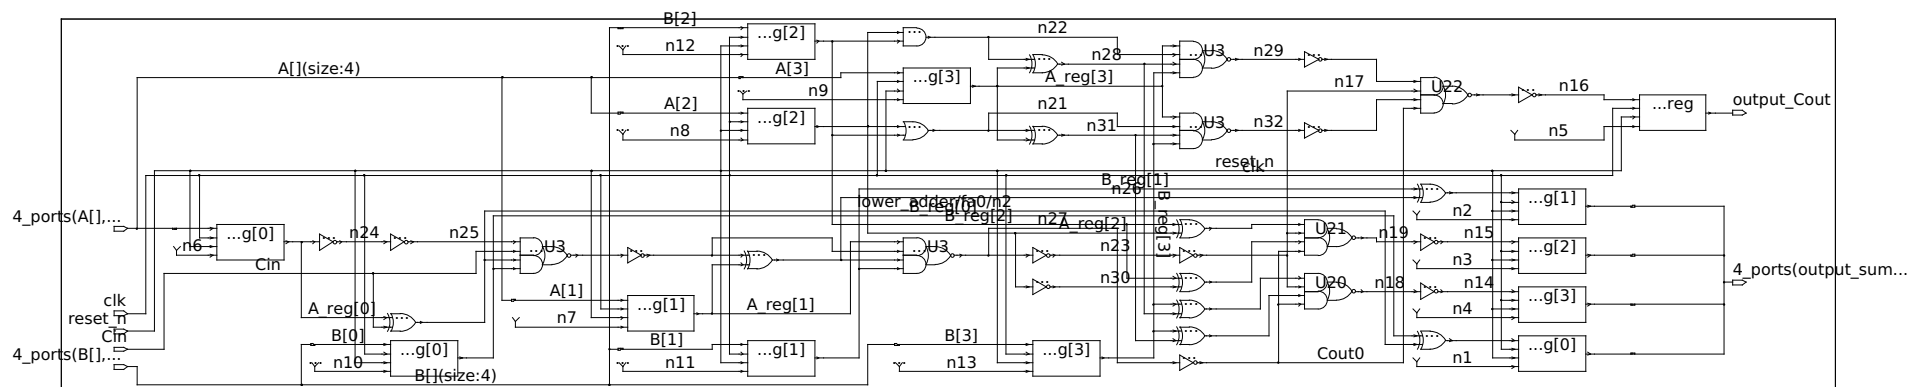 B[2]
...g[2]
n12
n22
n28
...U3
n29
A[](size:4)
A[3]
...g[3]
A_reg[3]
n9
n17
U22
n16
...reg
output_Cout
A[2]
...g[2]
n8
n21
n31
...U3
n32
n5
reset_n
clk
B_reg[1]
n26
lower_adder/fa0/n2
B_reg[0]
B_reg[2]
n27
A_reg[2]
B_reg[3]
...g[1]
n2
4_ports(A[],...
...g[0]
n6
n24
n25
...U3
...U3
n23
n30
U21
n19
n15
...g[2]
n3
Cin
U20
n18
n14
...g[3]
n4
4_ports(output_sum...
clk
reset_n
Cin
4_ports(B[],...
A_reg[0]
A[1]
...g[1]
n7
A_reg[1]
B[0]
...g[0]
n10
B[1]
...g[1]
n11
B[3]
...g[3]
n13
Cout0
...g[0]
n1
B[](size:4)